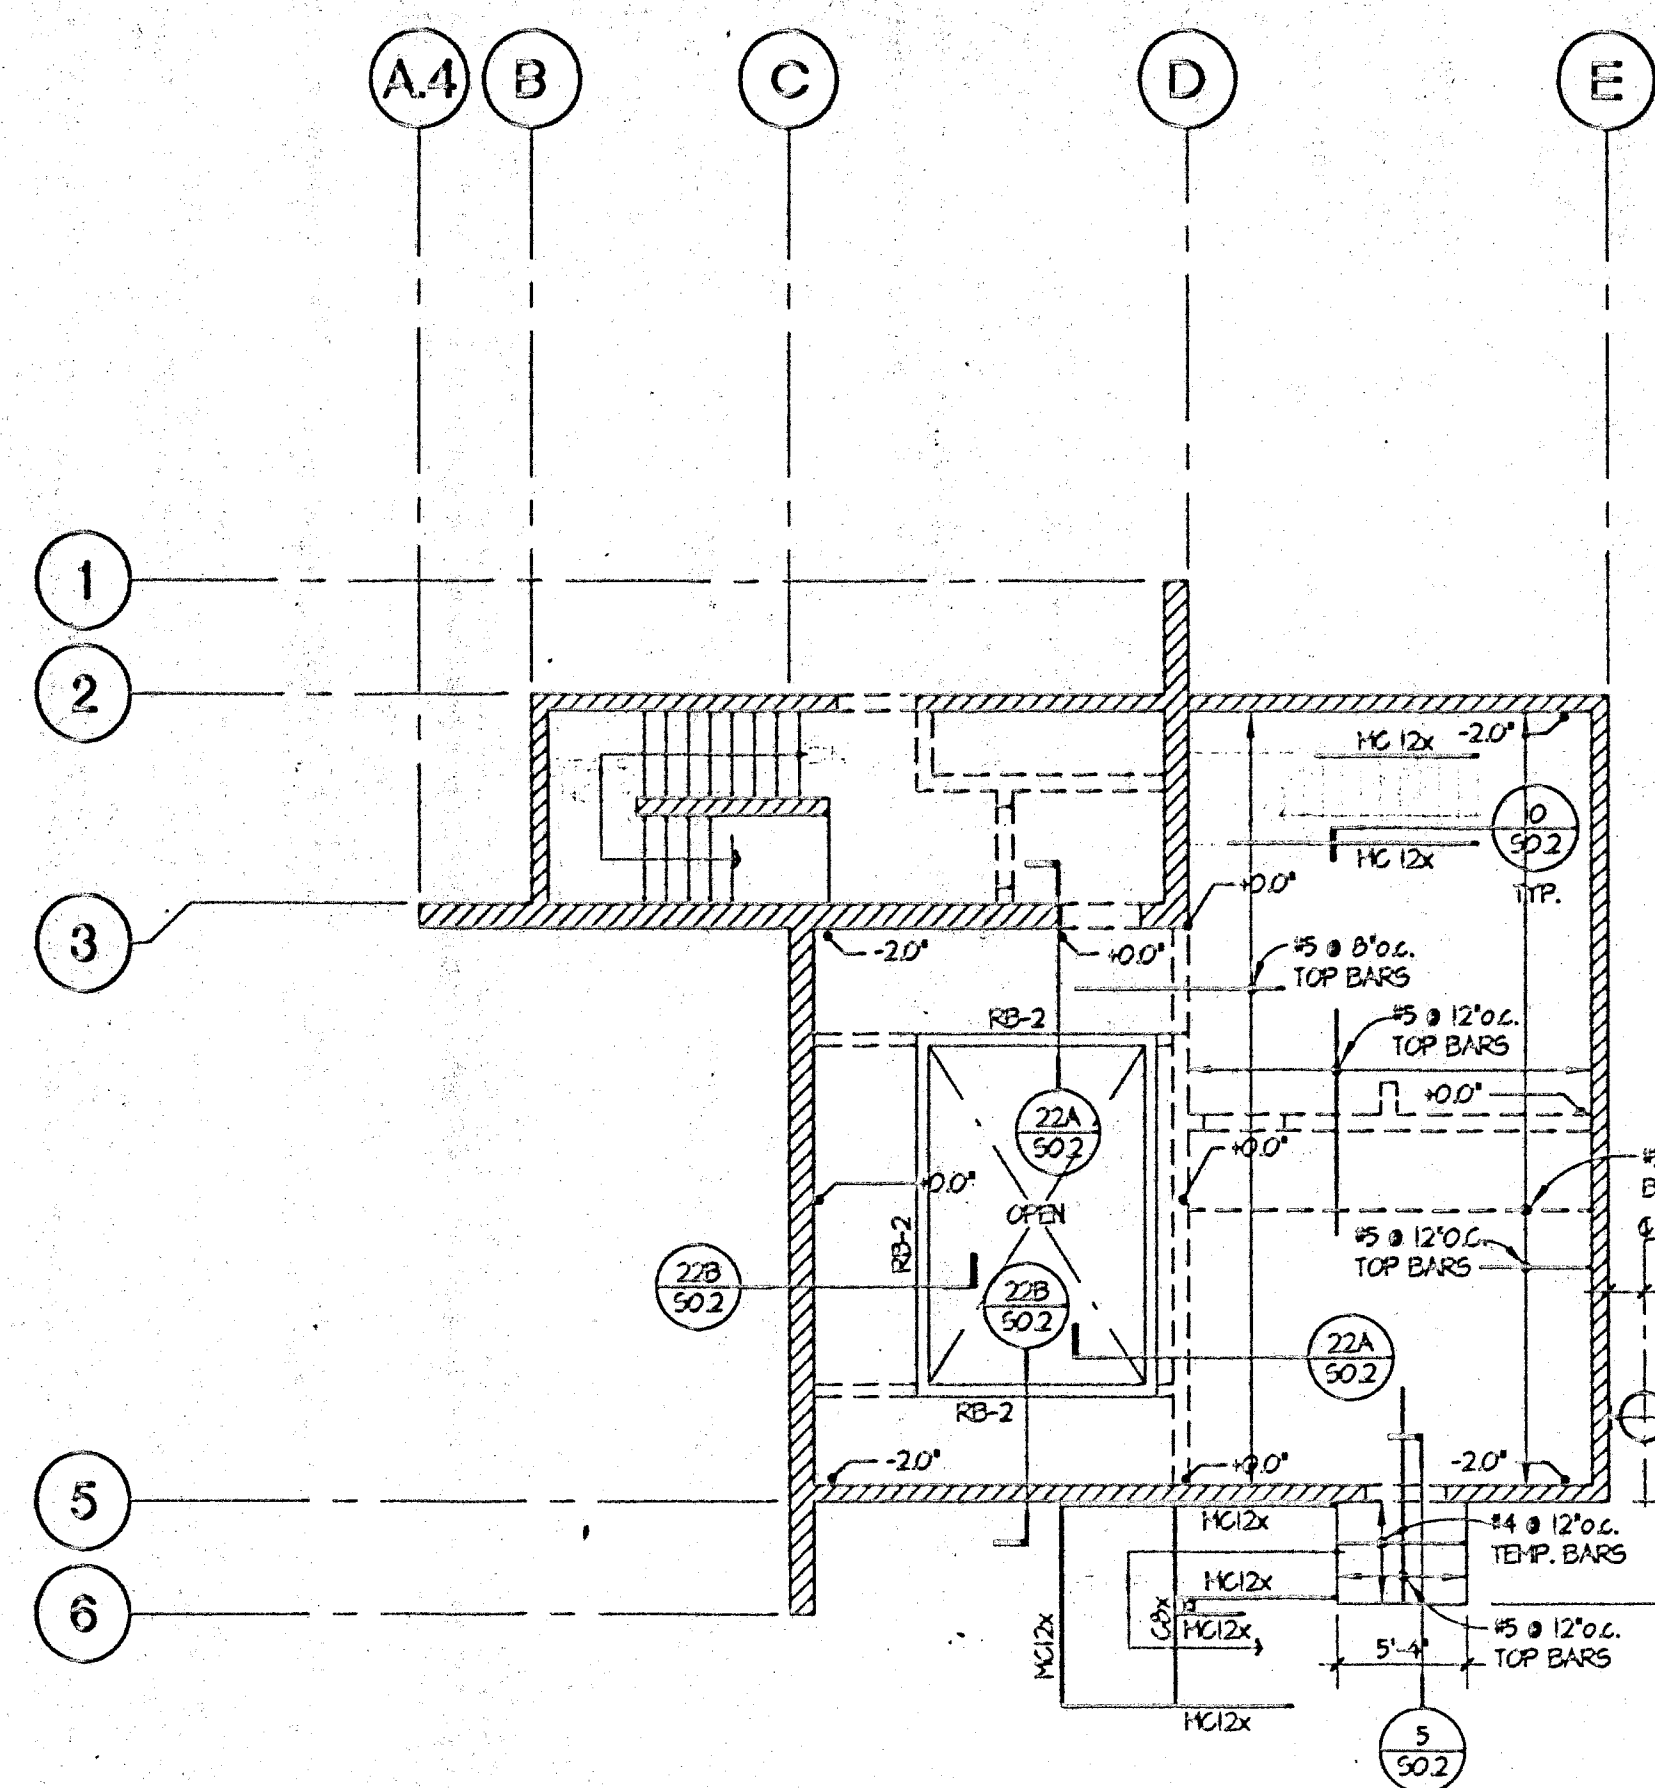 A.4 B C D E
1
2
3
5
6
MC 12x
-2.0"
MC 12x
TYP.
+0.0"
-2.0"
+0.0"
#5 @ 8"o.c.
TOP BARS
RB-2
#5 @ 12"o.c.
TOP BARS
+0.0"
22A
S0.2
+0.0"
+0.0"
OPEN
RB-2
#5 @ 12"O.C.
TOP BARS
22B
S0.2
22B
S0.2
22A
S0.2
RB-2
-2.0"
+0.0"
-2.0"
MC12x
#4 @ 12"o.c.
TEMP. BARS
MC12x
MC12x
C8x
MC12x
5'-4"
#5 @ 12"o.c.
TOP BARS
MC12x
5
S0.2